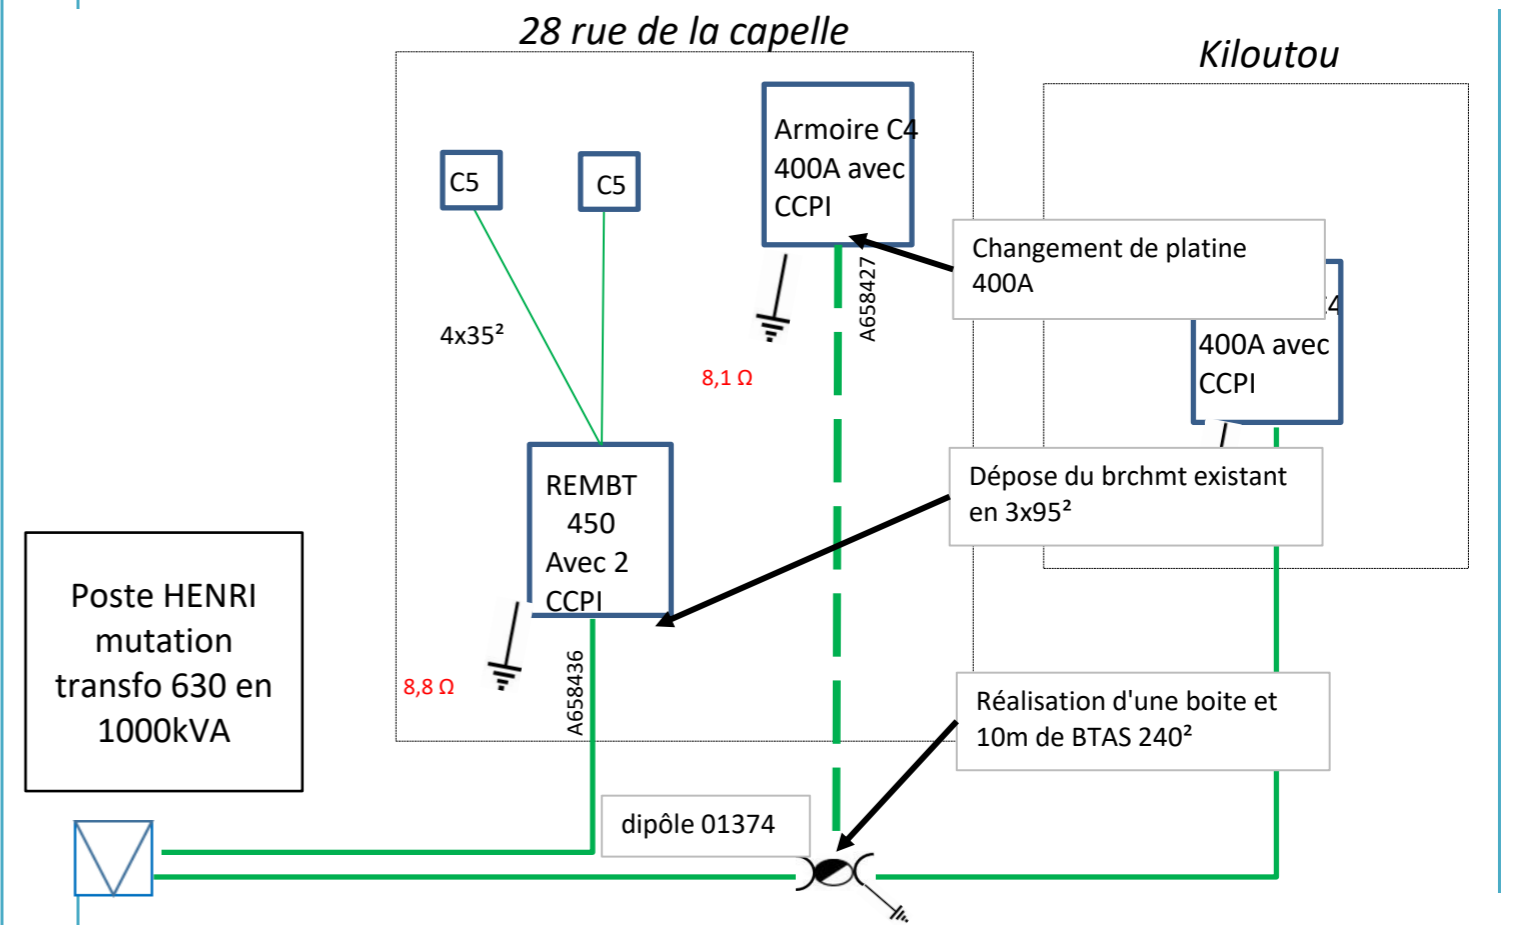 28 rue de la capelle
Kiloutou
Armoire C4
400A avec
CCPI
C5
C5
Changement de platine
400A
A658427
4x35²
8,1 Ω
400A avec
CCPI
REMBT
450
Avec 2
CCPI
Dépose du brchmt existant
en 3x95²
Poste HENRI
mutation
transfo 630 en
1000kVA
8,8 Ω
A658436
Réalisation d'une boite et
10m de BTAS 240²
dipôle 01374